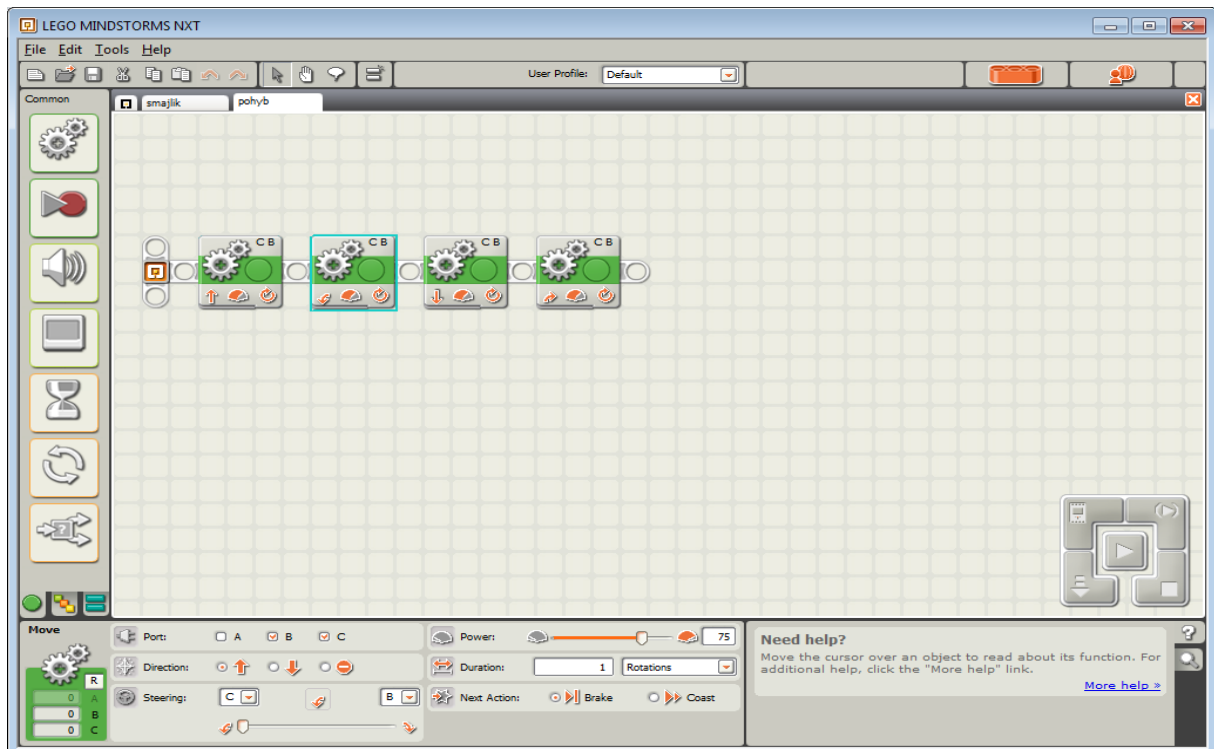 LEGO MINDSTORMS NXT
File Edit Tools Help
User Profile: Default
Common
smajlik pohyb
C B C B C B C B
Move
R
0 A
0 B
0 C
Port: A B C
Direction:
Steering: C B
Power: 75
Duration: 1 Rotations
Next Action: Brake Coast
Need help?
Move the cursor over an object to read about its function. For
additional help, click the "More help" link.
More help »
?